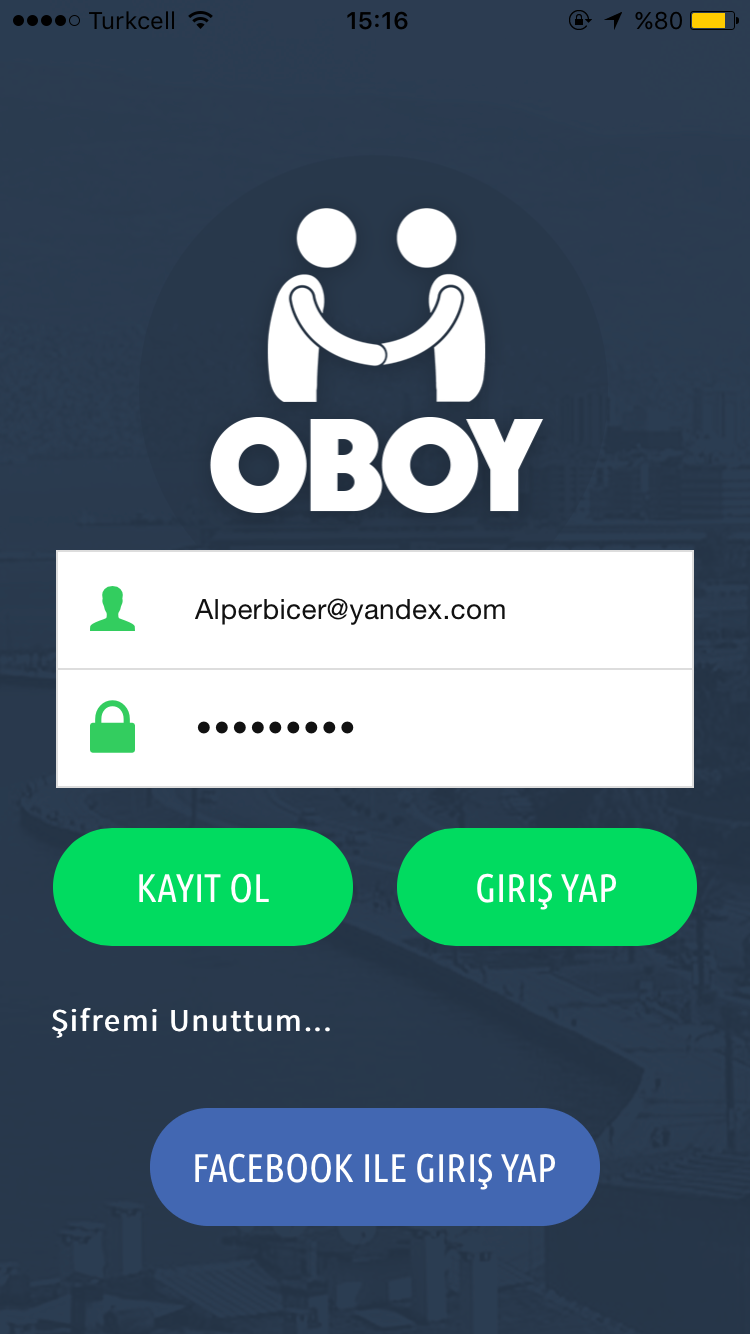 Turkcell 15:16 %80
OBOY
Alperbicer@yandex.com
•••••••••
KAYIT OL GIRIŞ YAP
Şifremi Unuttum...
FACEBOOK ILE GIRIŞ YAP